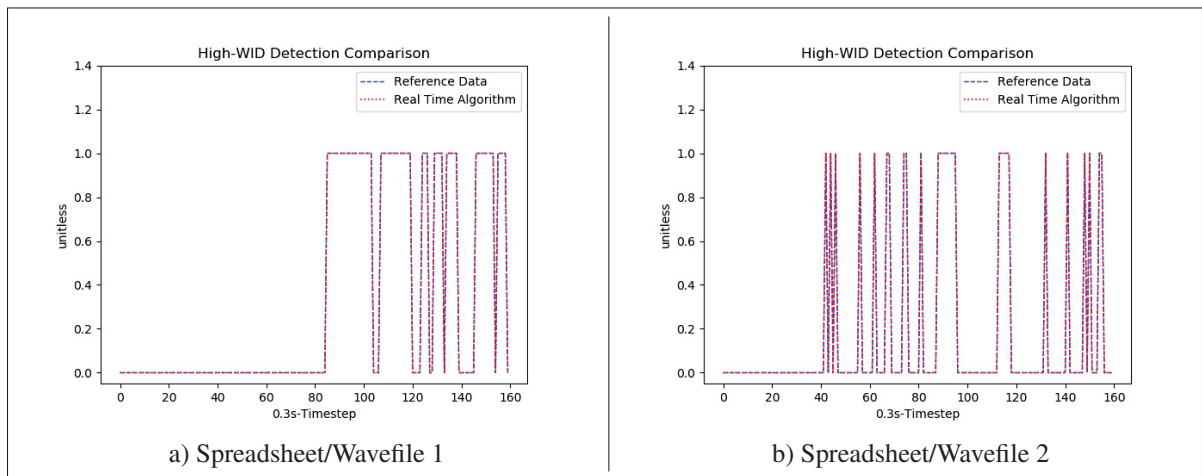 High-WID Detection Comparison
1.4
1.2
1.0
0.8
0.6
0.4
0.2
0.0
unitless
Reference Data
Real Time Algorithm
0 20 40 60 80 100 120 140 160
0.3s-Timestep
a) Spreadsheet/Wavefile 1
High-WID Detection Comparison
1.4
1.2
1.0
0.8
0.6
0.4
0.2
0.0
unitless
Reference Data
Real Time Algorithm
0 20 40 60 80 100 120 140 160
0.3s-Timestep
b) Spreadsheet/Wavefile 2